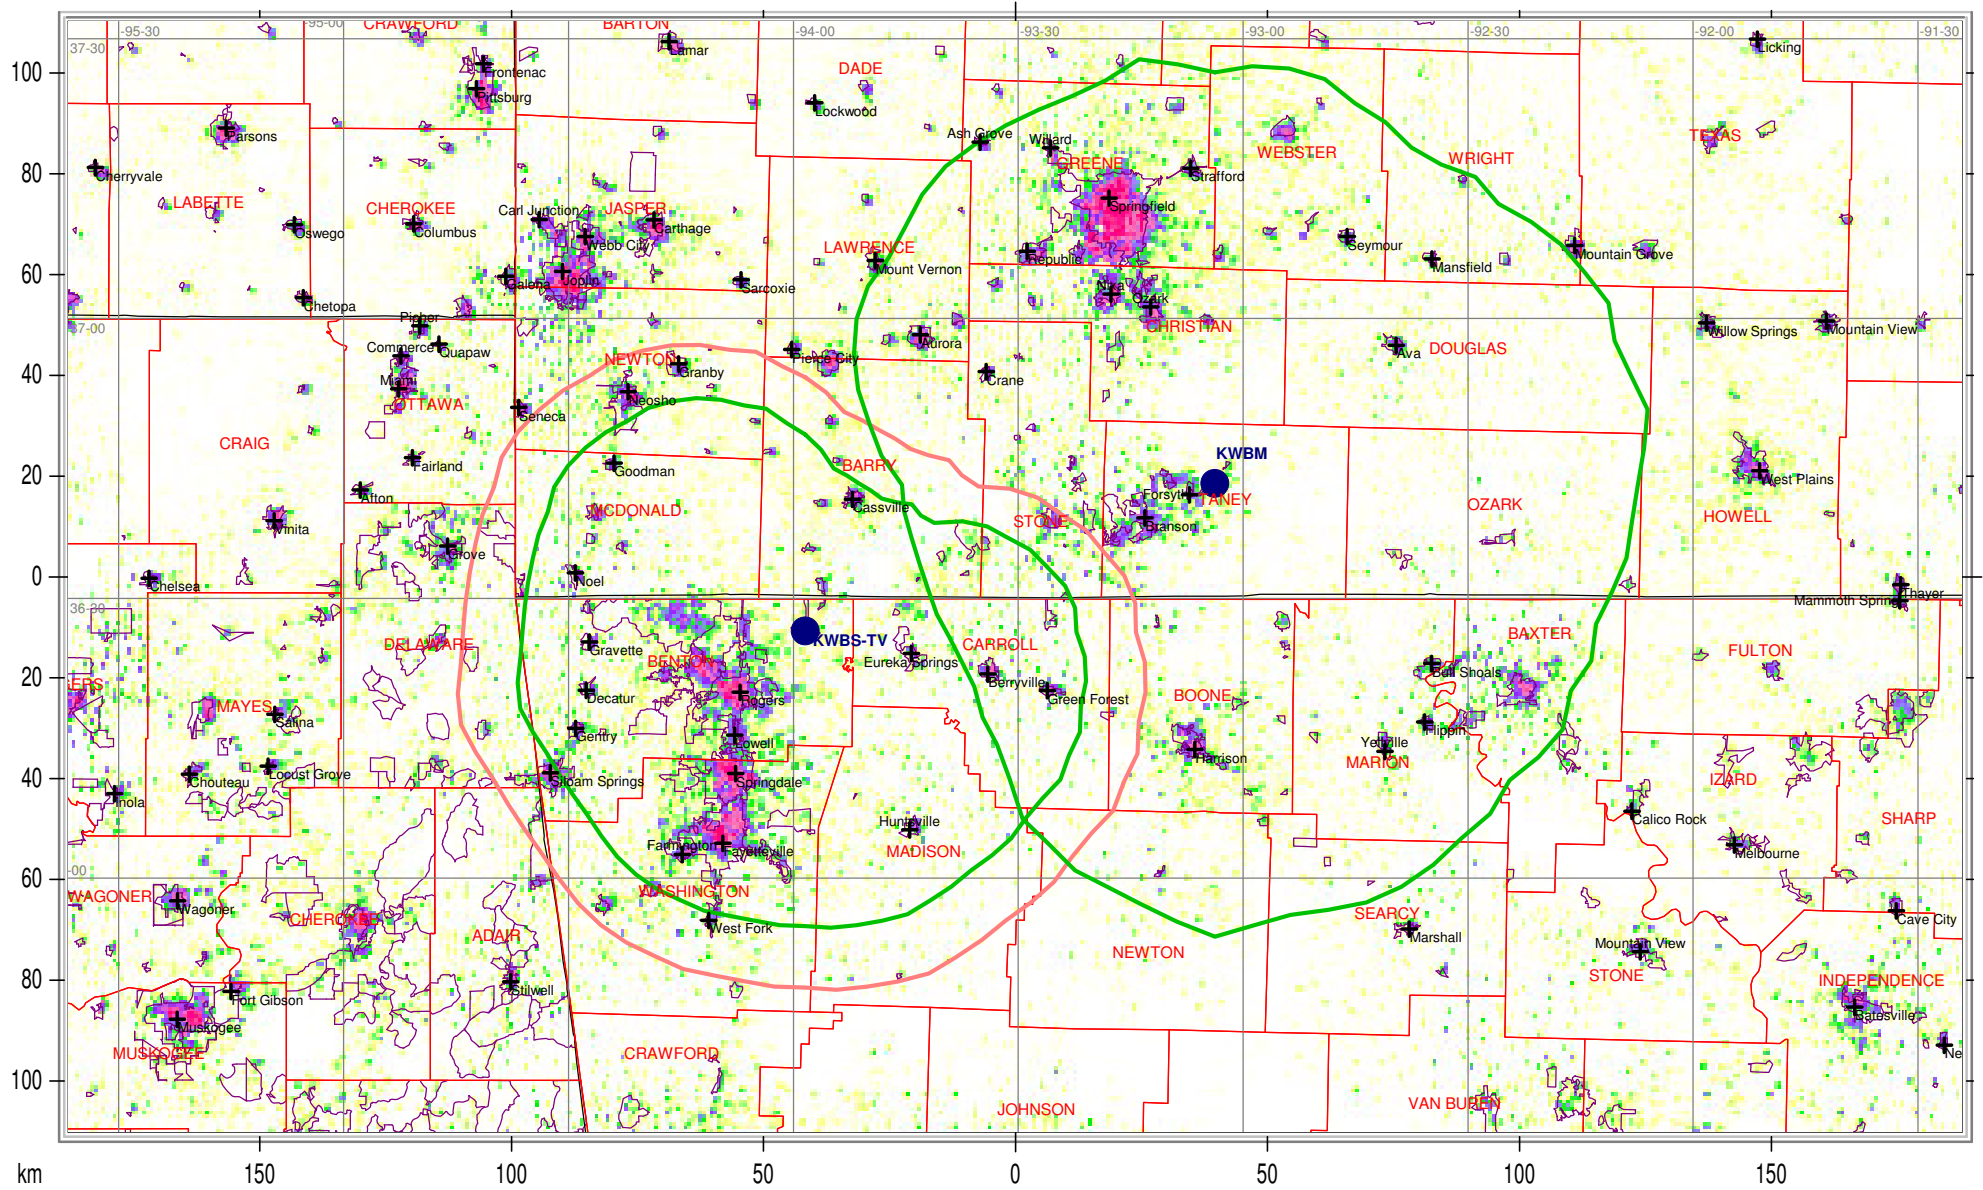 CRAWFORD
BARTON
-95-30
-95-00
-94-00
-93-30
-93-00
-92-30
-92-00
-91-30
37-30
Lamar
Licking
100
Frontenac
DADE
Pittsburg
Lockwood
Parsons
Ash Grove
Willard
TEXAS
GREENE
WEBSTER
WRIGHT
80
Cherryvale
Strafford
LABETTE
CHEROKEE
Carl Junction
JASPER
Springfield
Oswego
Columbus
Carthage
Webb City
LAWRENCE
Seymour
Mountain Grove
Republic
Mount Vernon
Mansfield
60
Galena
Joplin
Sarcoxie
Nixa
Ozark
Chetopa
Picher
37-00
CHRISTIAN
Willow Springs
Mountain View
Commerce
Quapaw
NEWTON
Pierce City
Aurora
Ava
DOUGLAS
40
Miami
Granby
Crane
OTTAWA
Neosho
Seneca
CRAIG
KWBM
Fairland
Goodman
BARRY
20
Afton
Cassville
Forsyth
TANEY
West Plains
MCDONALD
STONE
OZARK
HOWELL
Vinita
Branson
Grove
0
Chelsea
Noel
Thayer
Mammoth Spring
36-30
DELAWARE
Gravette
KWBS-TV
CARROLL
BAXTER
FULTON
BENTON
Eureka Springs
Bull Shoals
20
ERS
Decatur
Rogers
Berryville
Green Forest
BOONE
MAYES
Salina
Gentry
Lowell
Flippin
Yellville
Harrison
MARION
40
Chouteau
Locust Grove
Siloam Springs
Springdale
IZARD
Inola
Huntsville
Calico Rock
SHARP
Farmington
Fayetteville
MADISON
Melbourne
60
-00
WAGONER
WASHINGTON
Wagoner
CHEROKEE
West Fork
SEARCY
Cave City
ADAIR
Marshall
Mountain View
NEWTON
STONE
80
Stilwell
INDEPENDENCE
Fort Gibson
Batesville
Muskogee
MUSKOGEE
CRAWFORD
Ne
100
VAN BUREN
JOHNSON
km
150
100
50
0
50
100
150